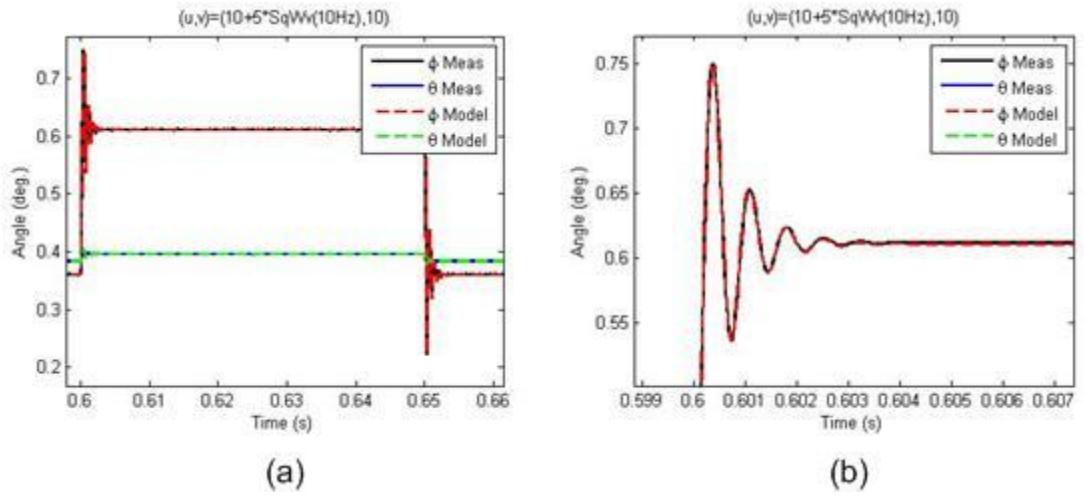 (u,v)=(10+5*SqWv(10Hz),10)
ϕ Meas
θ Meas
ϕ Model
θ Model
0.7
0.6
0.5
0.4
0.3
0.2
Angle (deg.)
0.6 0.61 0.62 0.63 0.64 0.65 0.66
Time (s)
(a)
(u,v)=(10+5*SqWv(10Hz),10)
ϕ Meas
θ Meas
ϕ Model
θ Model
0.75
0.7
0.65
0.6
0.55
Angle (deg.)
0.599 0.6 0.601 0.602 0.603 0.604 0.605 0.606 0.607
Time (s)
(b)